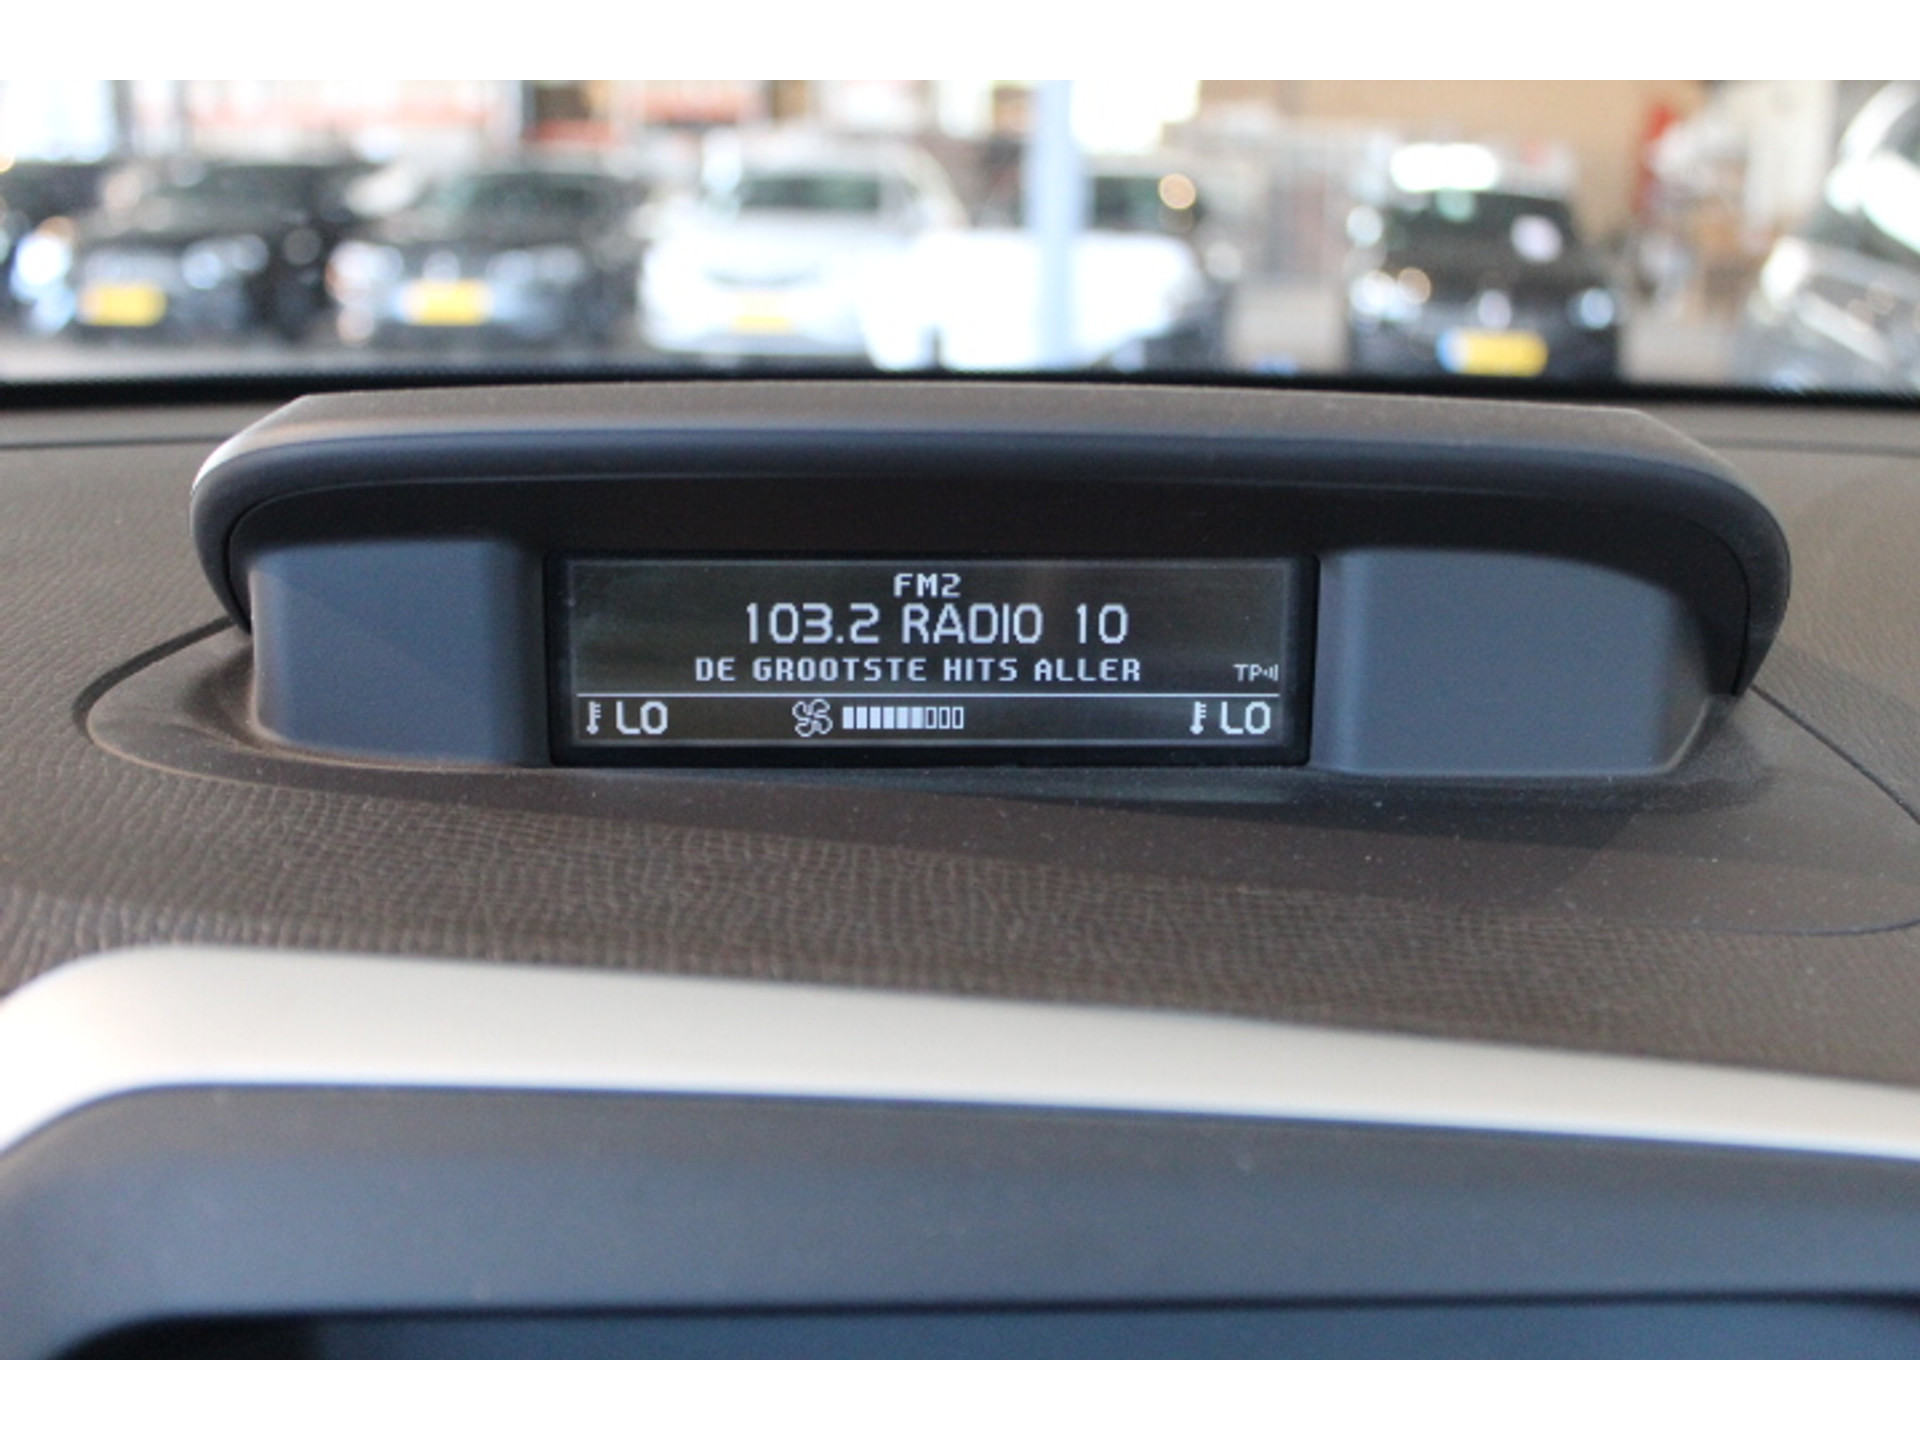 FM2
103.2 RADIO 10
DE GROOTSTE HITS ALLER
TP
LO LO